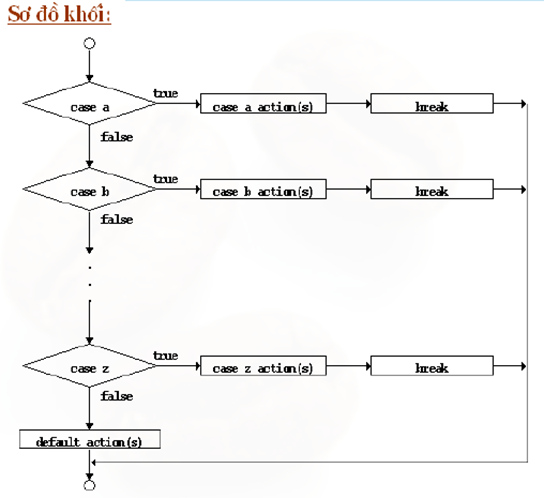 Sơ đồ khối:
true
case a case a action(s) break
false
true
case b case b action(s) break
false
true
case z case z action(s) break
false
default action(s)